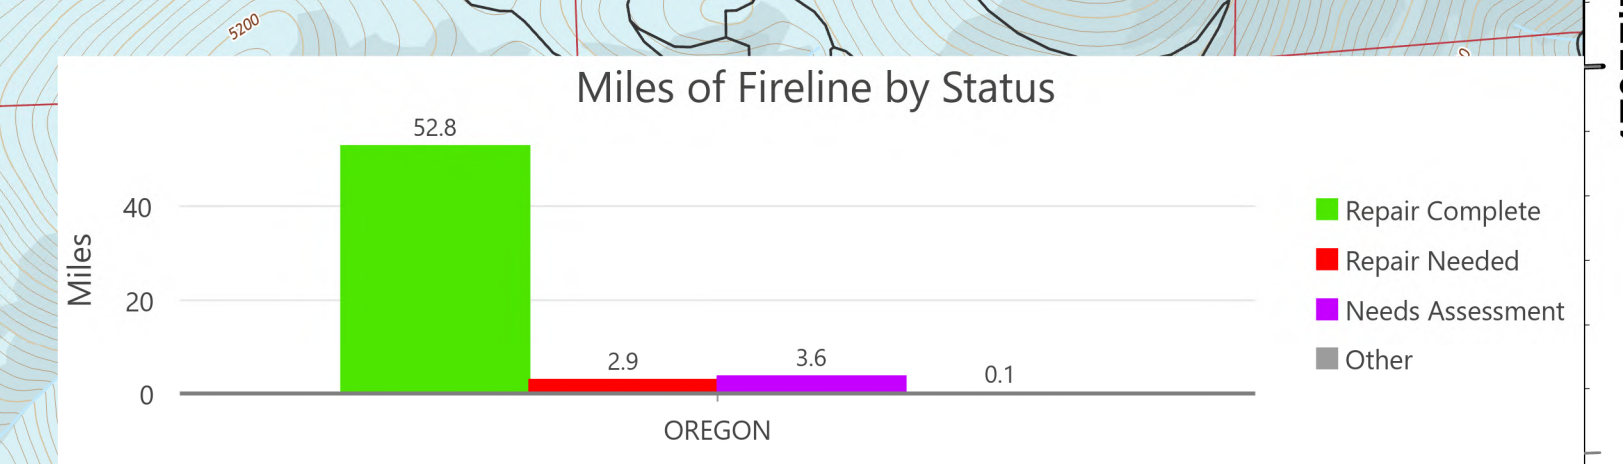 5200
Miles of Fireline by Status
52.8
40
20
0
Miles
2.9
3.6
0.1
OREGON
Repair Complete
Repair Needed
Needs Assessment
Other